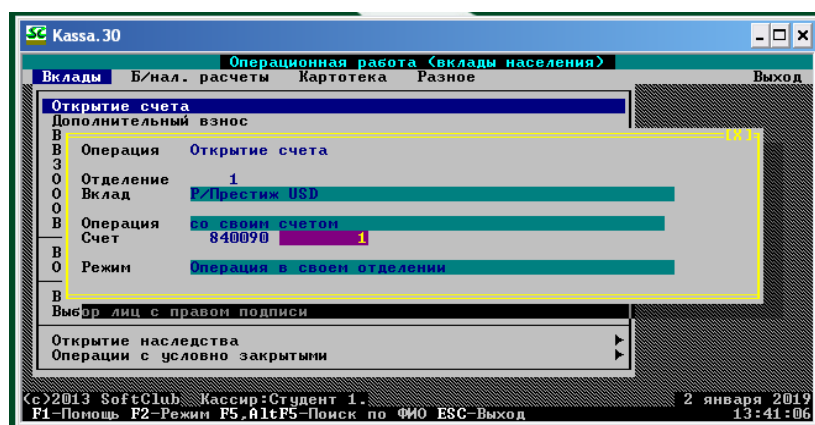 SC Kassa.30
Операционная работа (вклады населения)
Вклады Б/нал. расчеты Картотека Разное Выход
Открытие счета
Дополнительный взнос
В
[X]
В Операция Открытие счета
З
О Отделение 1
О Вклад Р/Престиж USD
О
В Операция со своим счетом
Счет 840090 1
В
О Режим Операция в своем отделении
В
Выбор лиц с правом подписи
Открытие наследства
Операции с условно закрытыми
(c)2013 SoftClub Кассир:Студент 1. 2 января 2019
F1-Помощь F2-Режим F5,AltF5-Поиск по ФИО ESC-Выход 13:41:06